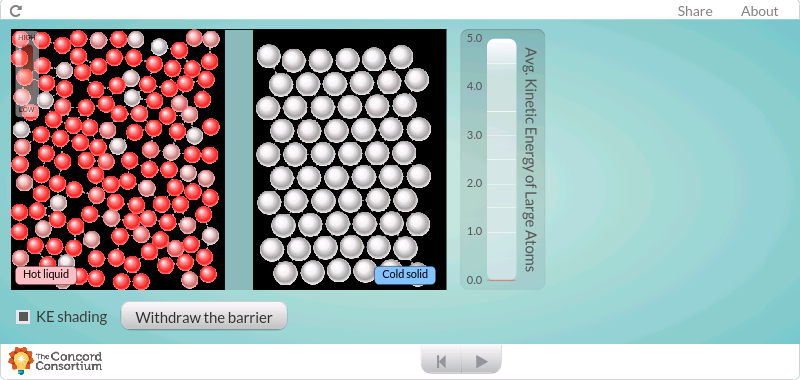 Share
About
HIGH
LOW
Hot liquid
Cold solid
5.0
4.0
3.0
2.0
1.0
0.0
Avg. Kinetic Energy of Large Atoms
KE shading
Withdraw the barrier
The Concord
Consortium